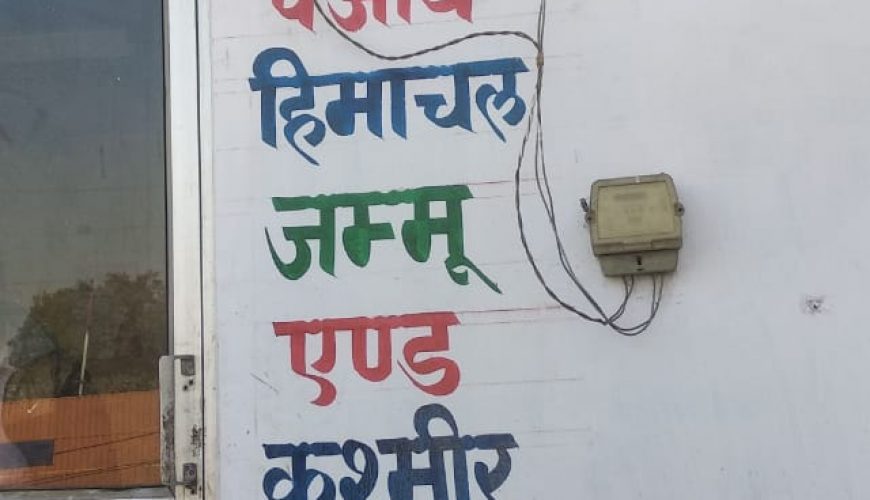 पंजाब
हिमाचल
जम्मू
एण्ड
कश्मीर